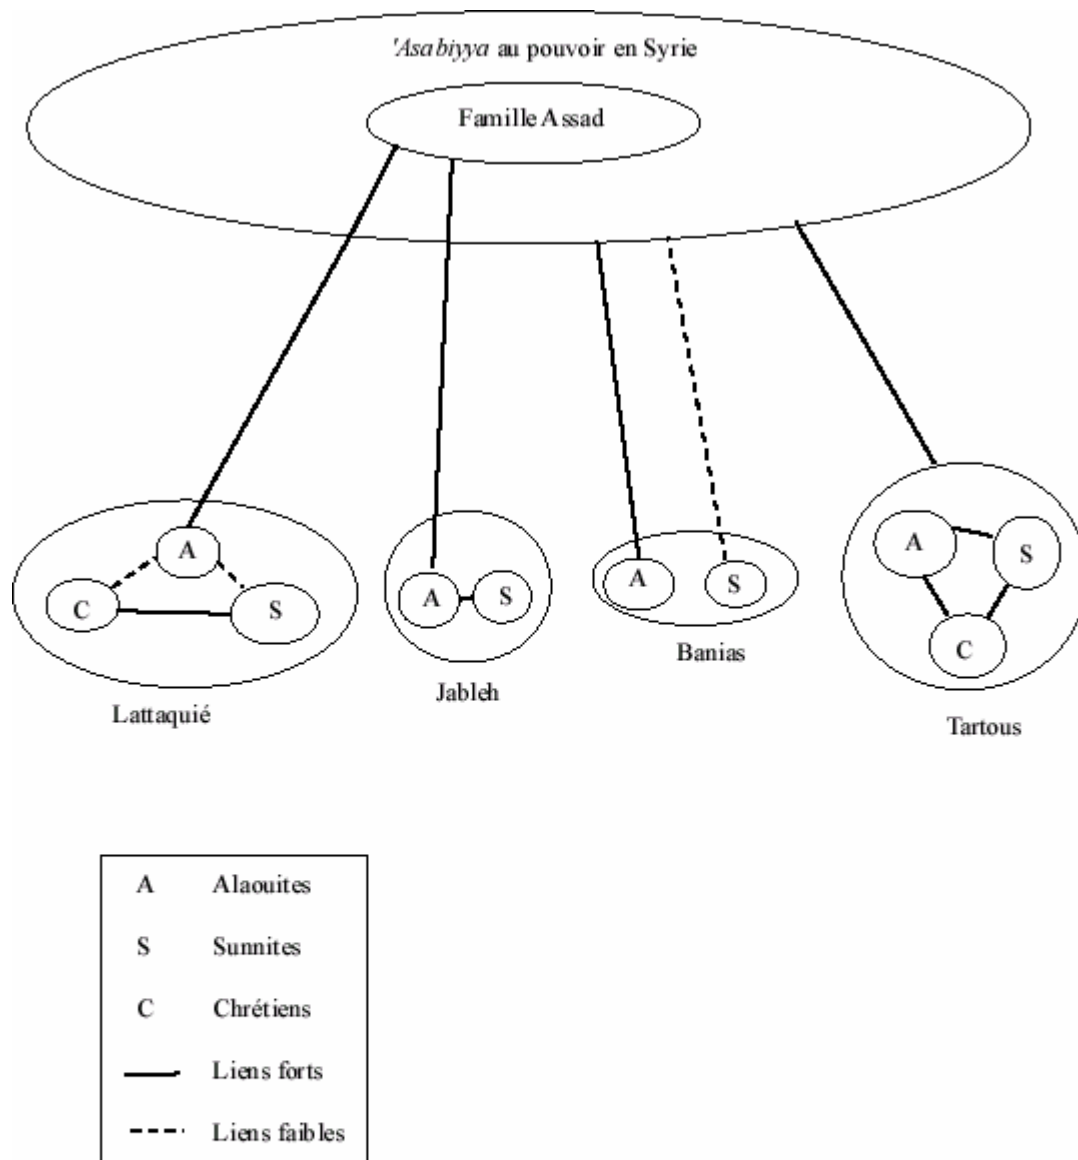 'Asabiyya au pouvoir en Syrie
Famille Assad
A
C
S
Lattaquié
A
S
Jableh
A
S
Banias
A
S
C
Tartous
A Alaouites
S Sunnites
C Chrétiens
Liens forts
Liens faibles